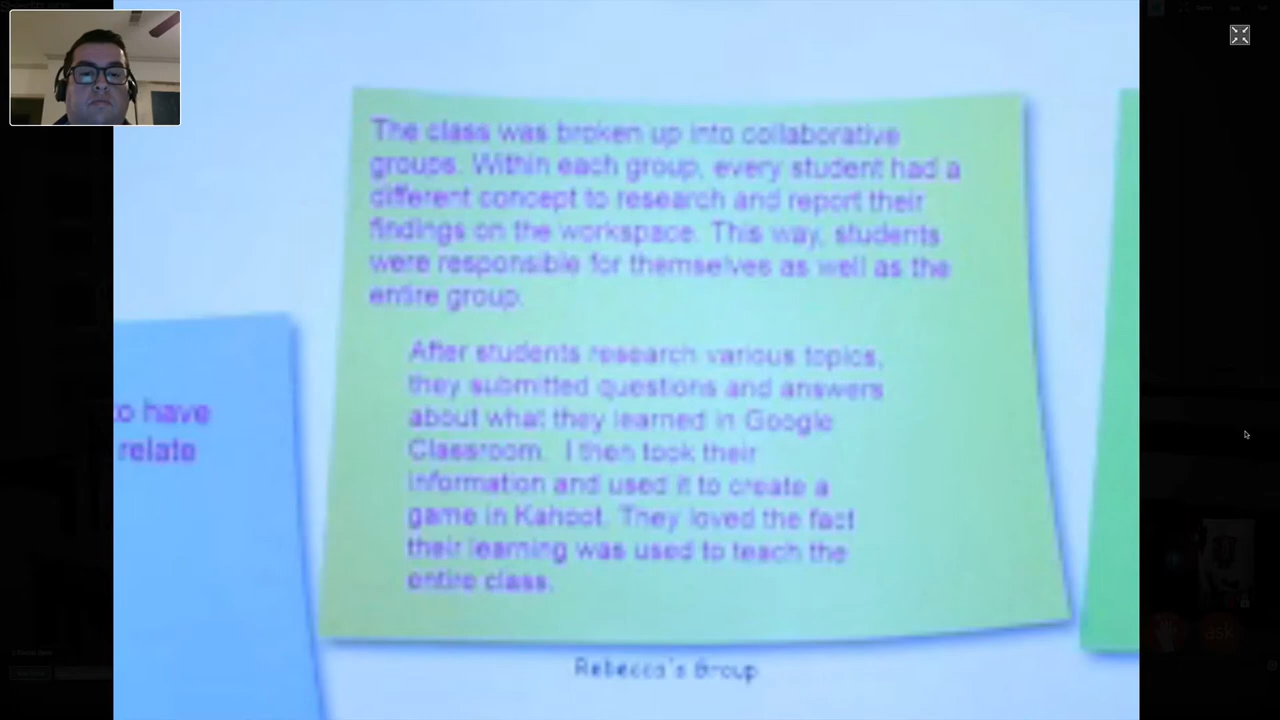 The class was broken up into collaborative
groups. Within each group, every student had a
different concept to research and report their
findings on the workspace. This way, students
were responsible for themselves as well as the
entire group.
After students research various topics,
they submitted questions and answers
about what they learned in Google
Classroom. I then took their
information and used it to create a
game in Kahoot. They loved the fact
their learning was used to teach the
entire class.
Rebecca's Group
to have
relate
ask